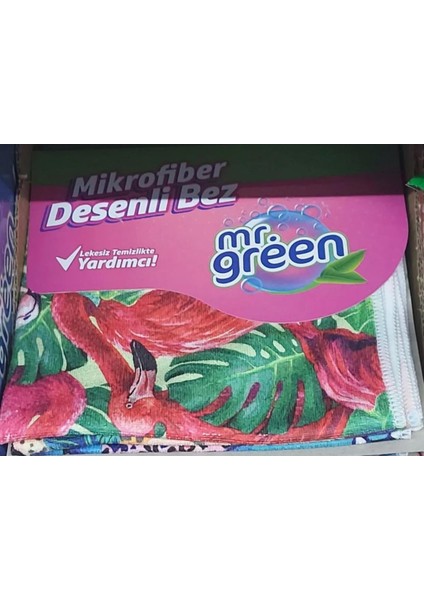 Mikrofiber
Desenli Bez
Lekesiz Temizlikte
Yardımcı!
mr.
green